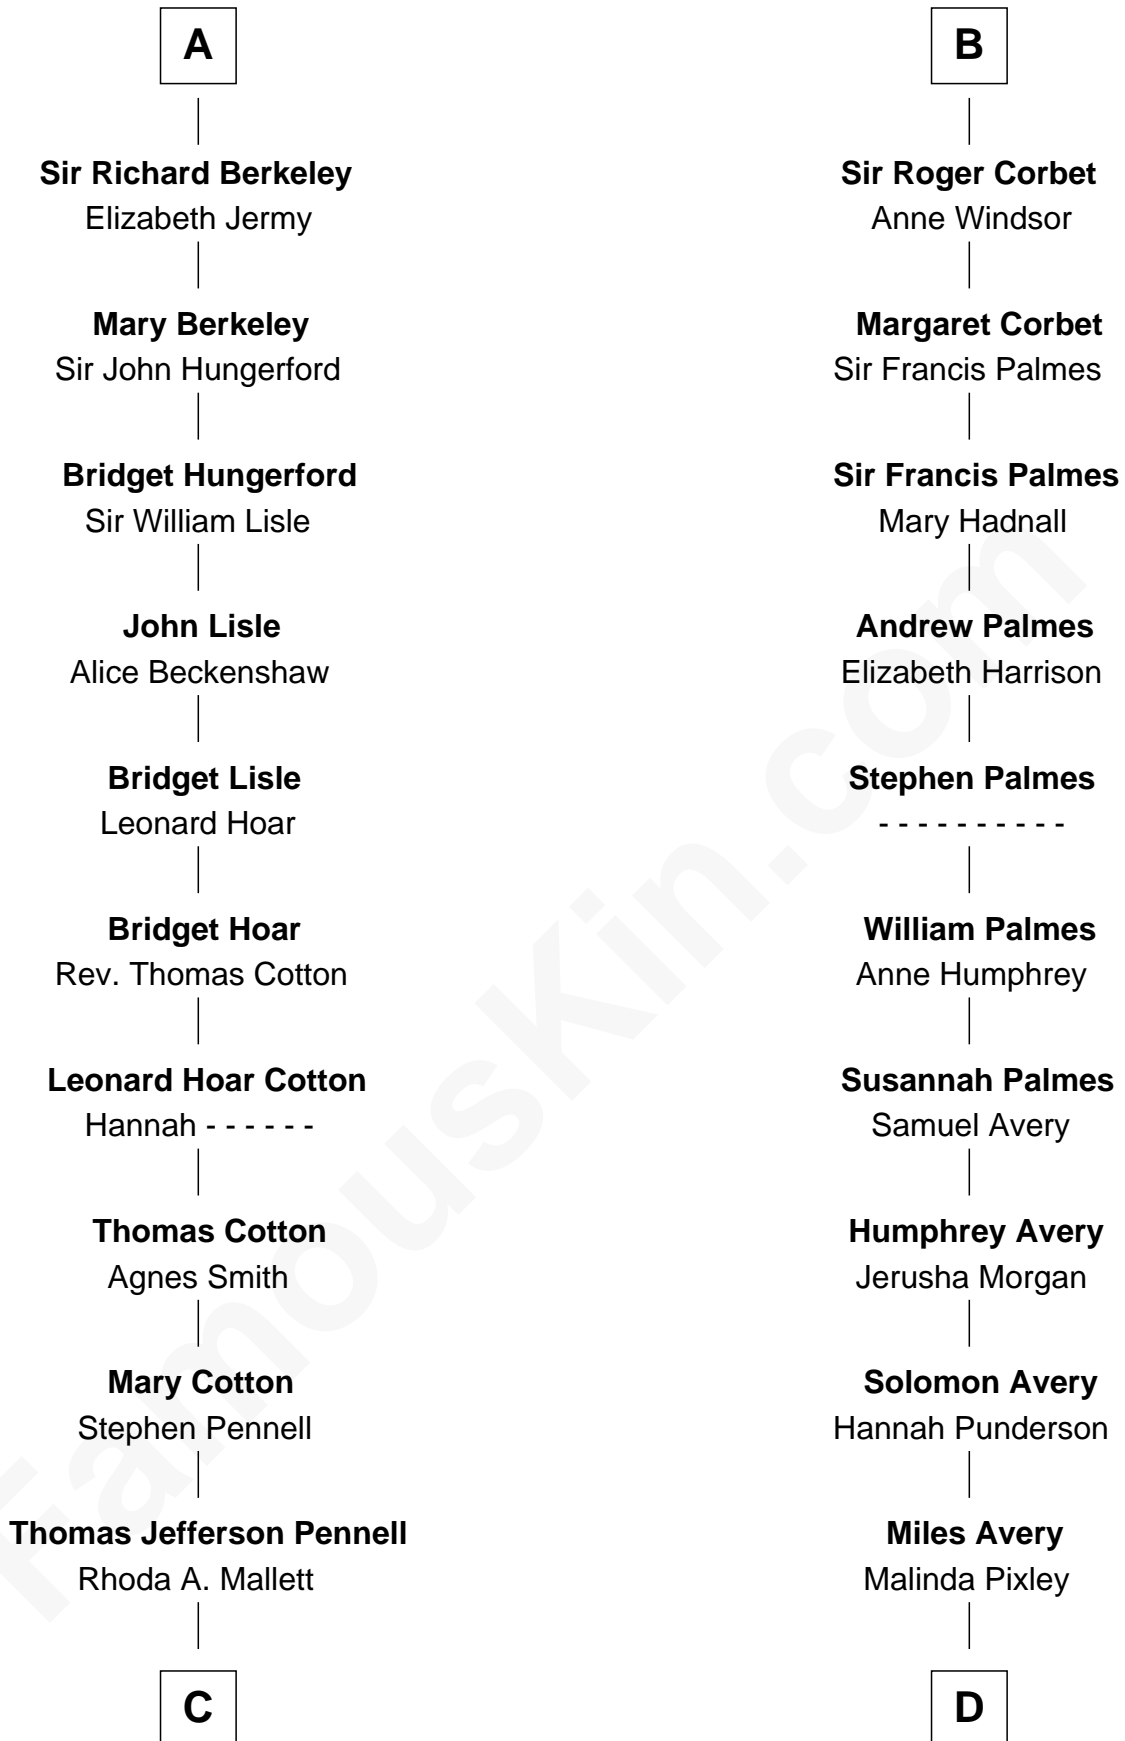 A
Sir Richard Berkeley
Elizabeth Jermy
Mary Berkeley
Sir John Hungerford
Bridget Hungerford
Sir William Lisle
John Lisle
Alice Beckenshaw
Bridget Lisle
Leonard Hoar
Bridget Hoar
Rev. Thomas Cotton
Leonard Hoar Cotton
Hannah - - - - - -
Thomas Cotton
Agnes Smith
Mary Cotton
Stephen Pennell
Thomas Jefferson Pennell
Rhoda A. Mallett
C
B
Sir Roger Corbet
Anne Windsor
Margaret Corbet
Sir Francis Palmes
Sir Francis Palmes
Mary Hadnall
Andrew Palmes
Elizabeth Harrison
Stephen Palmes
- - - - - - - - - -
William Palmes
Anne Humphrey
Susannah Palmes
Samuel Avery
Humphrey Avery
Jerusha Morgan
Solomon Avery
Hannah Punderson
Miles Avery
Malinda Pixley
D
FamousKin.com